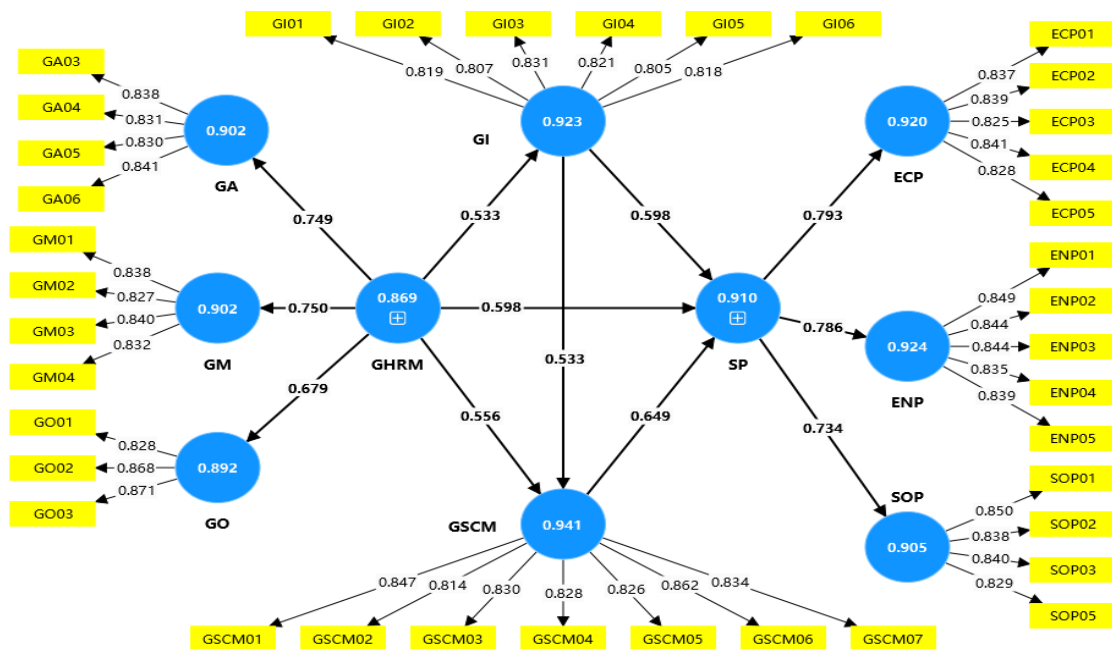 GI01 GI02 GI03 GI04 GI05 GI06
0.819 0.807 0.831 0.821 0.805 0.818
GA03
GA04
GA05
GA06
0.838
0.831
0.830
0.841
0.902
GA
GI
0.923
0.920
ECP
0.837
0.839
0.825
0.841
0.828
ECP01
ECP02
ECP03
ECP04
ECP05
0.749
0.533
0.598
0.793
GM01
GM02
GM03
GM04
0.838
0.827
0.840
0.832
0.902
GM
0.750
0.869
GHRM
0.598
0.910
SP
0.786
0.924
ENP
0.849
0.844
0.844
0.835
0.839
ENP01
ENP02
ENP03
ENP04
ENP05
0.533
0.679
0.556
0.649
0.734
GO01
GO02
GO03
0.828
0.868
0.871
0.892
GO
GSCM
0.941
SOP
0.905
0.850
0.838
0.840
0.829
SOP01
SOP02
SOP03
SOP05
0.847 0.814 0.830 0.828 0.826 0.862 0.834
GSCM01 GSCM02 GSCM03 GSCM04 GSCM05 GSCM06 GSCM07